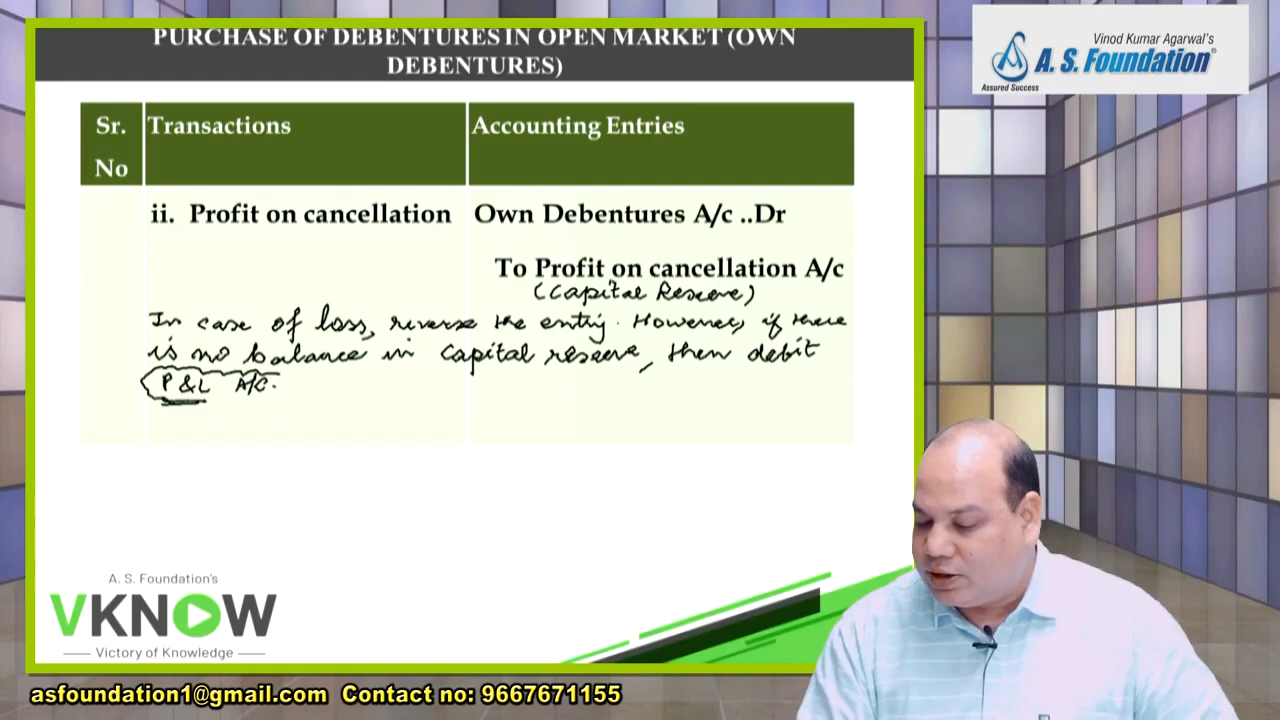 PURCHASE OF DEBENTURES IN OPEN MARKET (OWN
DEBENTURES)
Vinod Kumar Agarwal's
A. S. Foundation
Assured Success
Sr.
No
Transactions
Accounting Entries
ii. Profit on cancellation
Own Debentures A/c ..Dr
To Profit on cancellation A/c
(Capital Reserve)
In case of loss, reverse the entry. However, if there
is no balance in capital reserve, then debit
P&L A/C.
A. S. Foundation's
VKNOW
Victory of Knowledge
asfoundation1@gmail.com Contact no: 9667671155